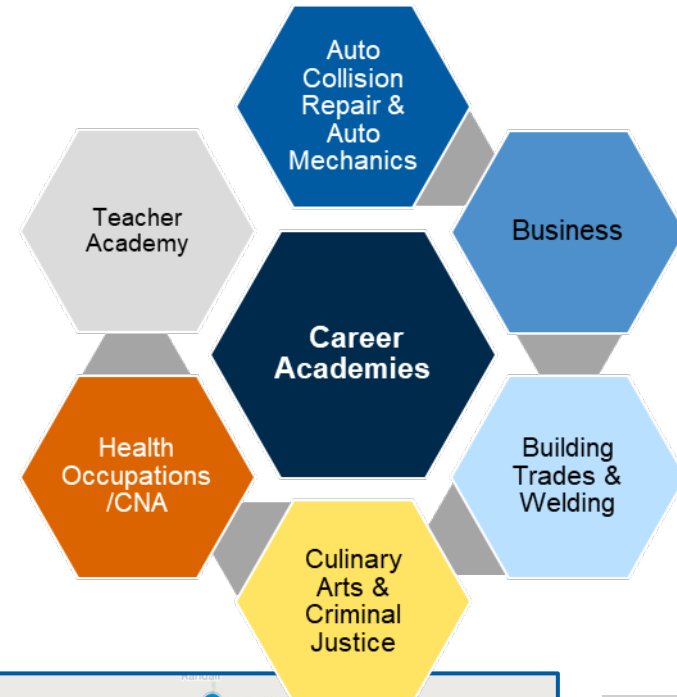 Auto
Collision
Repair &
Auto
Mechanics
Teacher
Academy
Business
Career
Academies
Health
Occupations
/CNA
Building
Trades &
Welding
Culinary
Arts &
Criminal
Justice
Randall